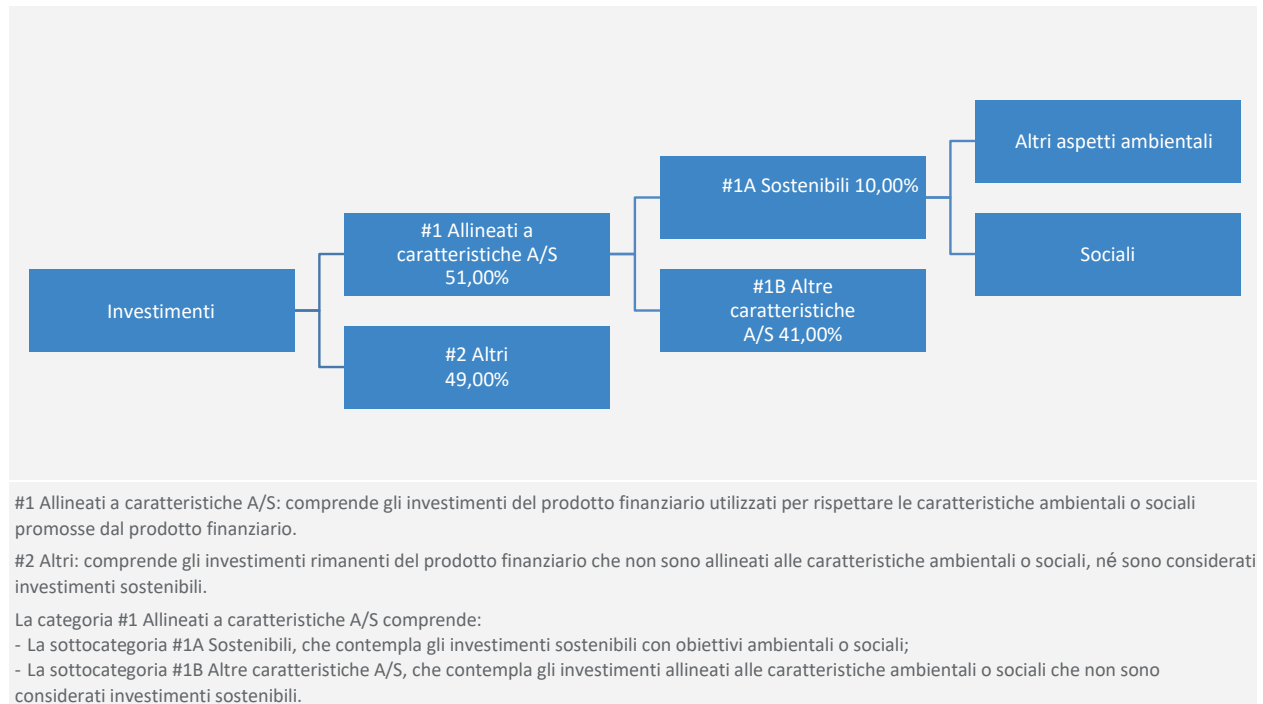 Investimenti
#1 Allineati a
caratteristiche A/S
51,00%
#2 Altri
49,00%
#1A Sostenibili 10,00%
#1B Altre
caratteristiche
A/S 41,00%
Altri aspetti ambientali
Sociali
#1 Allineati a caratteristiche A/S: comprende gli investimenti del prodotto finanziario utilizzati per rispettare le caratteristiche ambientali o sociali
promosse dal prodotto finanziario.
#2 Altri: comprende gli investimenti rimanenti del prodotto finanziario che non sono allineati alle caratteristiche ambientali o sociali, né sono considerati
investimenti sostenibili.
La categoria #1 Allineati a caratteristiche A/S comprende:
- La sottocategoria #1A Sostenibili, che contempla gli investimenti sostenibili con obiettivi ambientali o sociali;
- La sottocategoria #1B Altre caratteristiche A/S, che contempla gli investimenti allineati alle caratteristiche ambientali o sociali che non sono
considerati investimenti sostenibili.